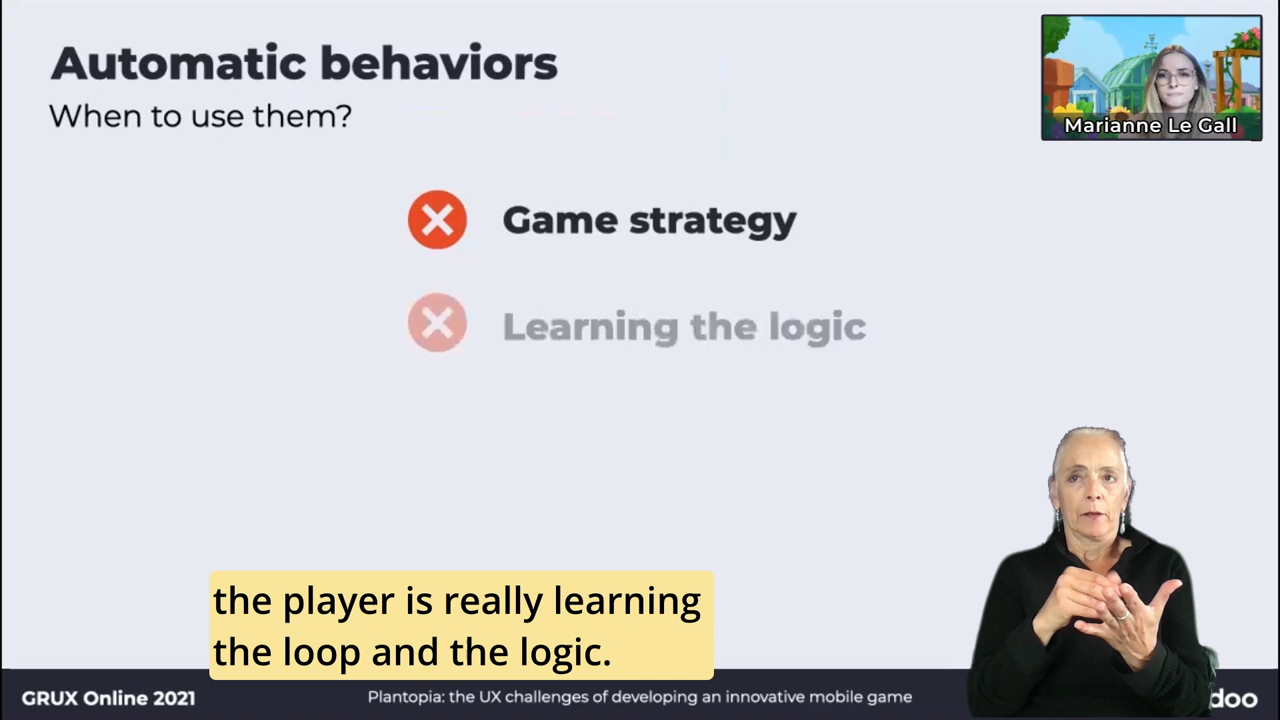 Automatic behaviors
When to use them?
Marianne Le Gall
Game strategy
Learning the logic
the player is really learning
the loop and the logic.
GRUX Online 2021
Plantopia: the UX challenges of developing an innovative mobile game
doo